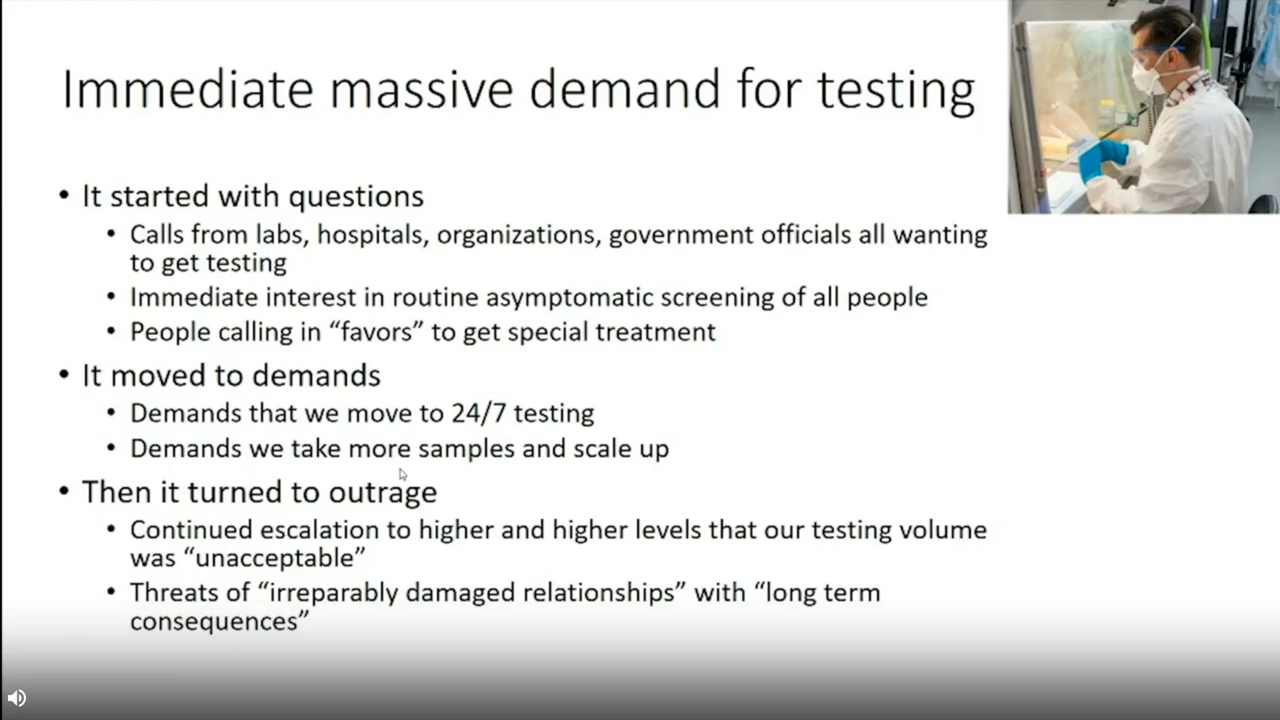 Immediate massive demand for testing
• It started with questions
• Calls from labs, hospitals, organizations, government officials all wanting
to get testing
• Immediate interest in routine asymptomatic screening of all people
• People calling in “favors” to get special treatment
• It moved to demands
• Demands that we move to 24/7 testing
• Demands we take more samples and scale up
• Then it turned to outrage
• Continued escalation to higher and higher levels that our testing volume
was “unacceptable”
• Threats of “irreparably damaged relationships” with “long term
consequences”